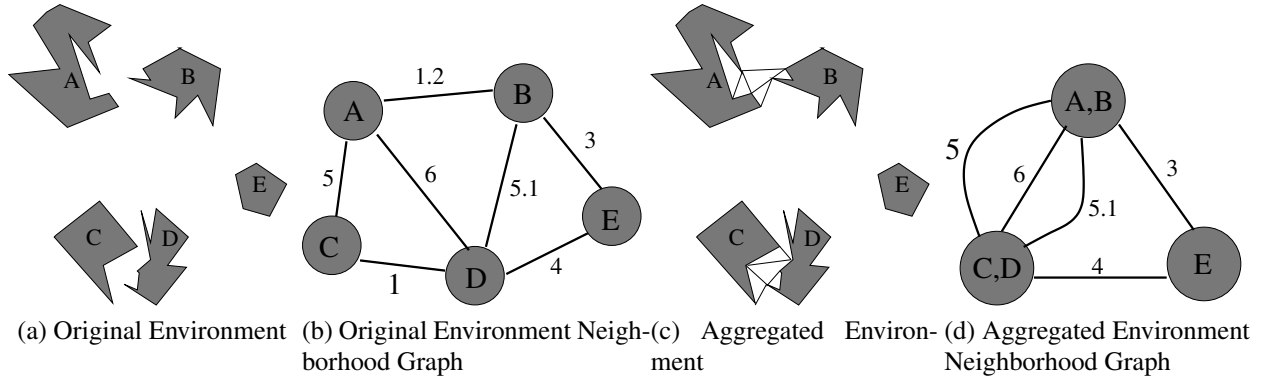 A
B
E
C
D
A
B
C
D
E
1.2
5
6
5.1
3
1
4
A
B
E
C
D
A,B
C,D
E
5
6
5.1
3
4
(a) Original Environment
(b) Original Environment Neigh-
borhood Graph
(c) Aggregated Environ-
ment
(d) Aggregated Environment
Neighborhood Graph